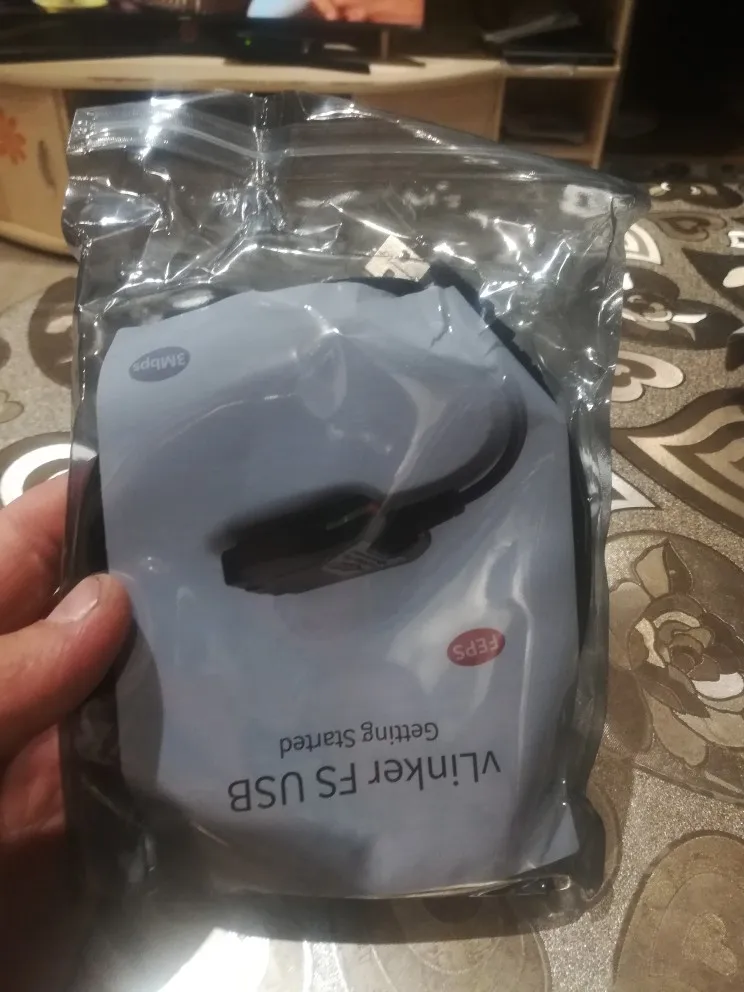 vLinker FS USB
Getting Started
FEPS
3Mbps